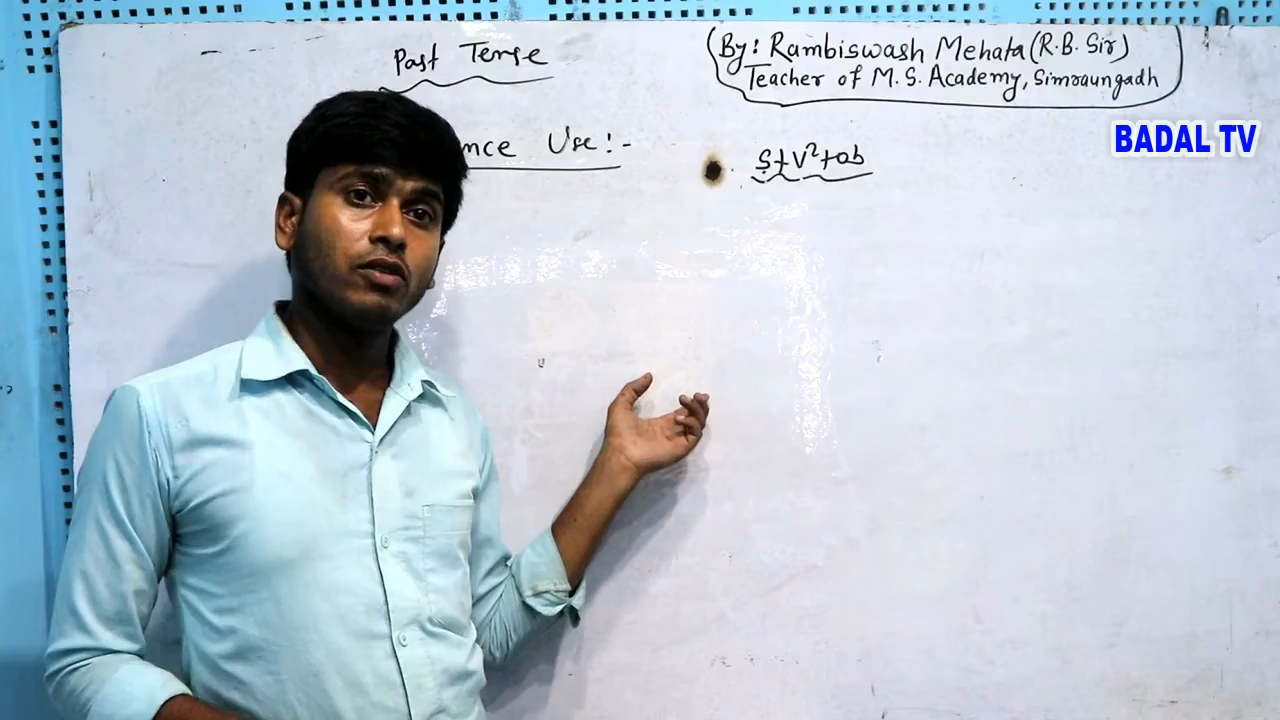 Past Tense
By: Rambiswash Mehata (R.B. Sir)
Teacher of M. S. Academy, Simraungadh
BADAL TV
nce Use:-
S+V²+ob